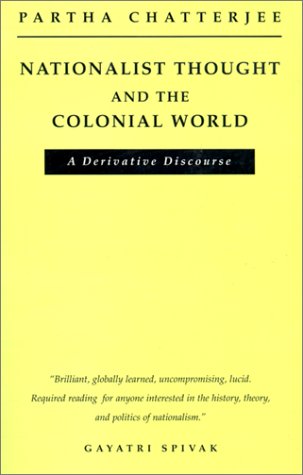 PARTHA CHATTERJEE
NATIONALIST THOUGHT
AND THE
COLONIAL WORLD
A Derivative Discourse
"Brilliant, globally learned, uncompromising, lucid.
Required reading for anyone interested in the history, theory,
and politics of nationalism."
GAYATRI SPIVAK